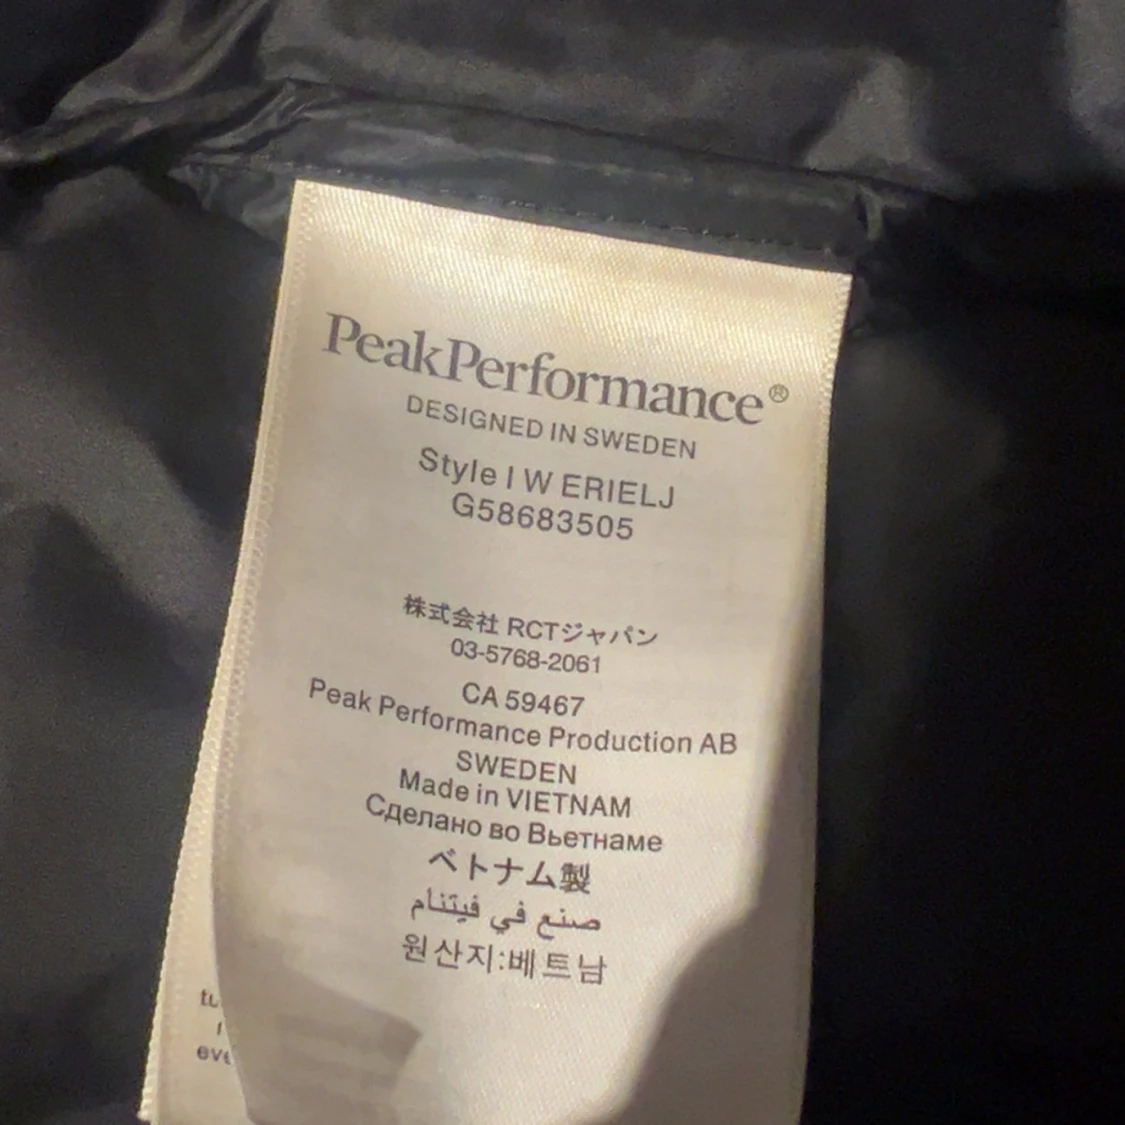 PeakPerformance®
DESIGNED IN SWEDEN
Style I W ERIELJ
G58683505
株式会社 RCTジャパン
03-5768-2061
CA 59467
Peak Performance Production AB
SWEDEN
Made in VIETNAM
Сделано во Вьетнаме
ベトナム製
صنع في فيتنام
원산지:베트남